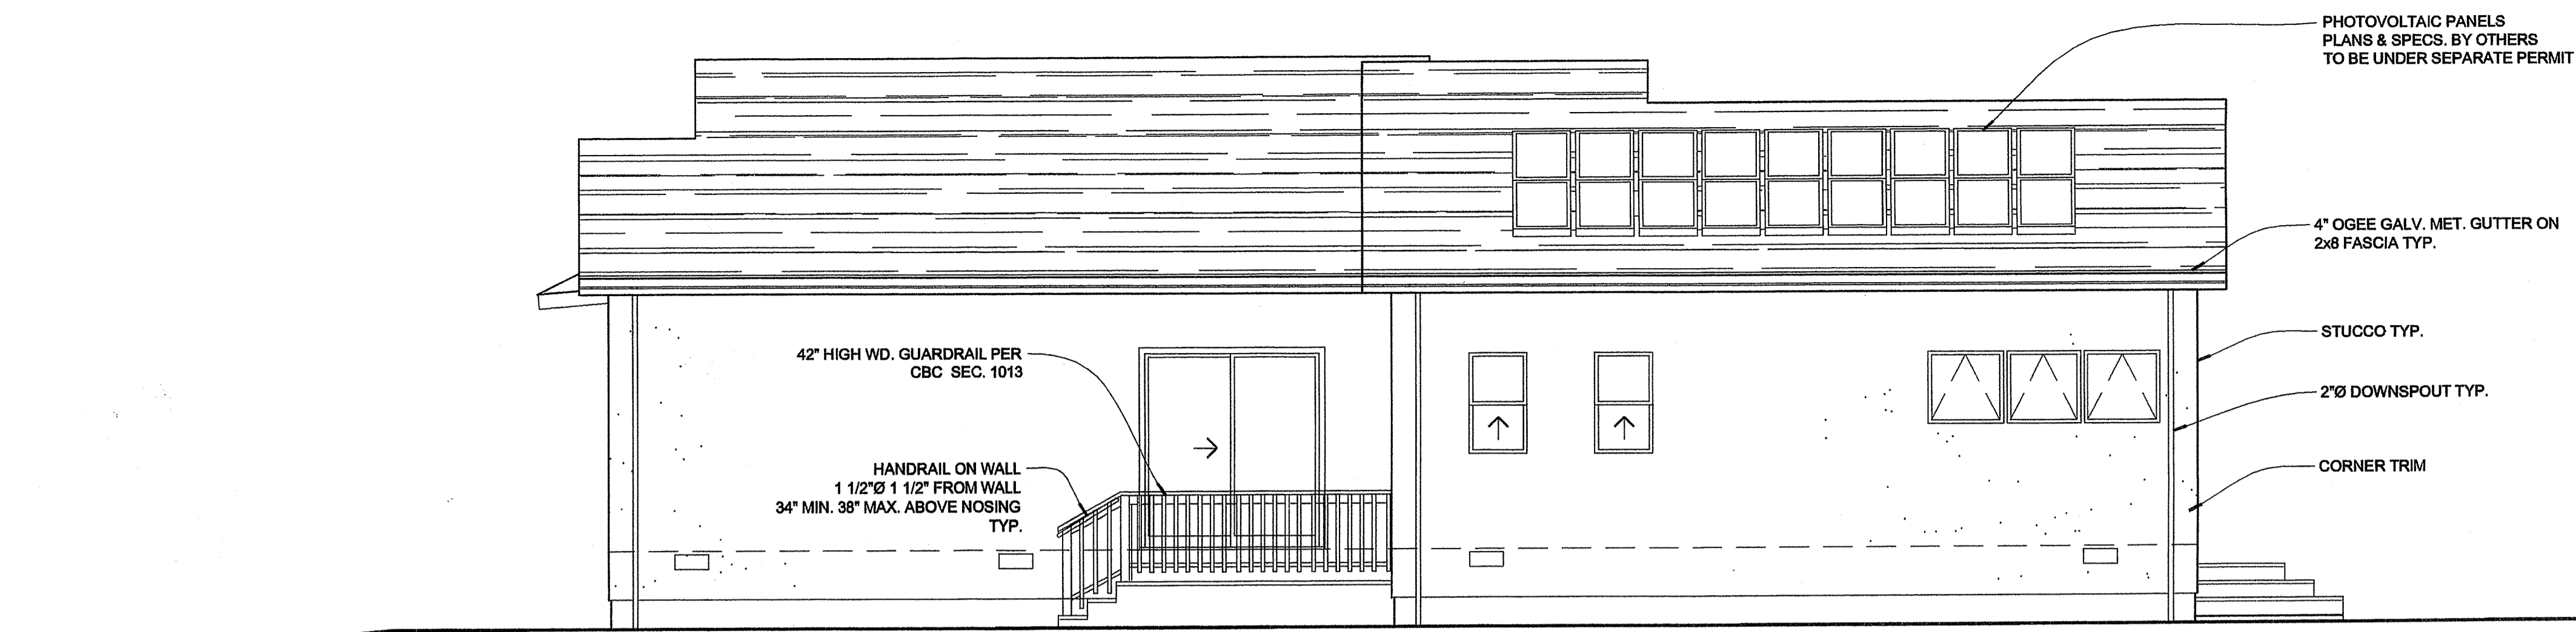 PHOTOVOLTAIC PANELS
PLANS & SPECS. BY OTHERS
TO BE UNDER SEPARATE PERMIT
4" OGEE GALV. MET. GUTTER ON
2x8 FASCIA TYP.
STUCCO TYP.
42" HIGH WD. GUARDRAIL PER
CBC SEC. 1013
2"Ø DOWNSPOUT TYP.
CORNER TRIM
HANDRAIL ON WALL
1 1/2"Ø 1 1/2" FROM WALL
34" MIN. 38" MAX. ABOVE NOSING
TYP.